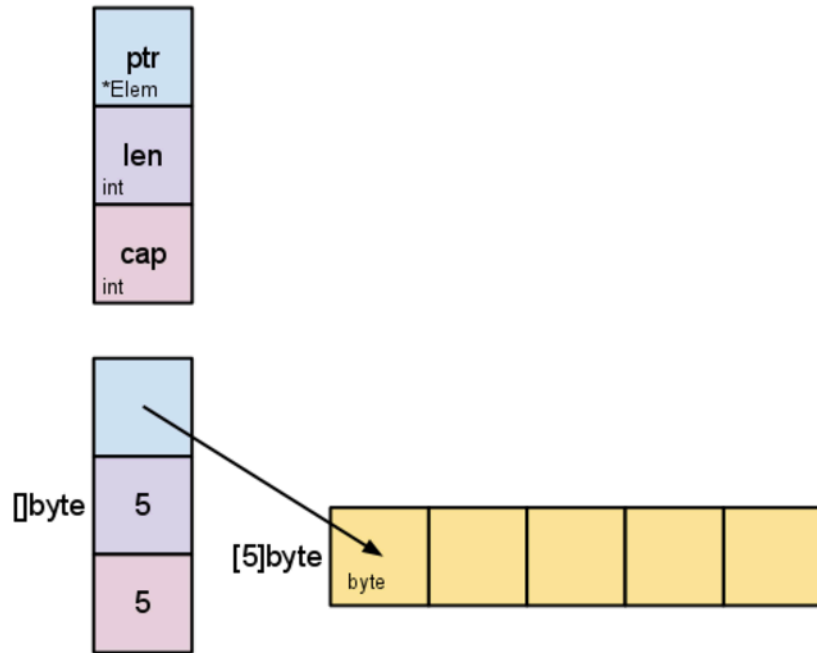 ptr
*Elem
len
int
cap
int
[]byte
5
5
[5]byte
byte